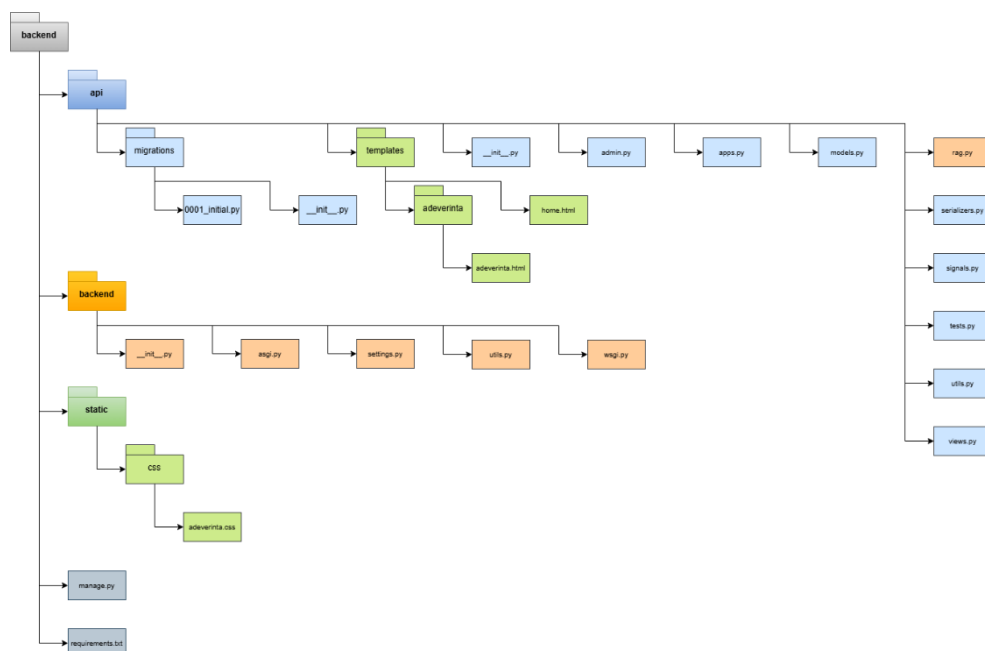 backend
api
migrations
templates
__init__.py
admin.py
apps.py
models.py
rag.py
0001_initial.py
__init__.py
adeverinta
home.html
serializers.py
adeverinta.html
signals.py
backend
__init__.py
asgi.py
settings.py
utils.py
wsgi.py
tests.py
utils.py
static
views.py
css
adeverinta.css
manage.py
requirements.txt